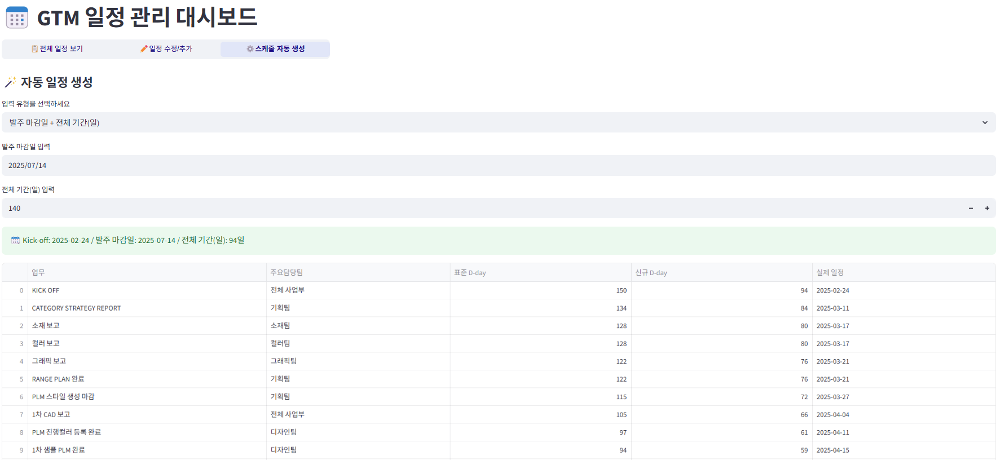 GTM 일정 관리 대시보드
전체 일정 보기 일정 수정/추가 스케줄 자동 생성
자동 일정 생성
입력 유형을 선택하세요
발주 마감일 + 전체 기간(일)
발주 마감일 입력
2025/07/14
전체 기간(일) 입력
140
Kick-off: 2025-02-24 / 발주 마감일: 2025-07-14 / 전체 기간(일): 94일
업무 주요담당팀 표준 D-day 신규 D-day 실제 일정
0 KICK OFF 전체 사업부 150 94 2025-02-24
1 CATEGORY STRATEGY REPORT 기획팀 134 84 2025-03-11
2 소재 보고 소재팀 128 80 2025-03-17
3 컬러 보고 컬러팀 128 80 2025-03-17
4 그래픽 보고 그래픽팀 122 76 2025-03-21
5 RANGE PLAN 완료 기획팀 122 76 2025-03-21
6 PLM 스타일 생성 마감 기획팀 115 72 2025-03-27
7 1차 CAD 보고 전체 사업부 105 66 2025-04-04
8 PLM 진행컬러 등록 완료 디자인팀 97 61 2025-04-11
9 1차 샘플 PLM 완료 디자인팀 94 59 2025-04-15